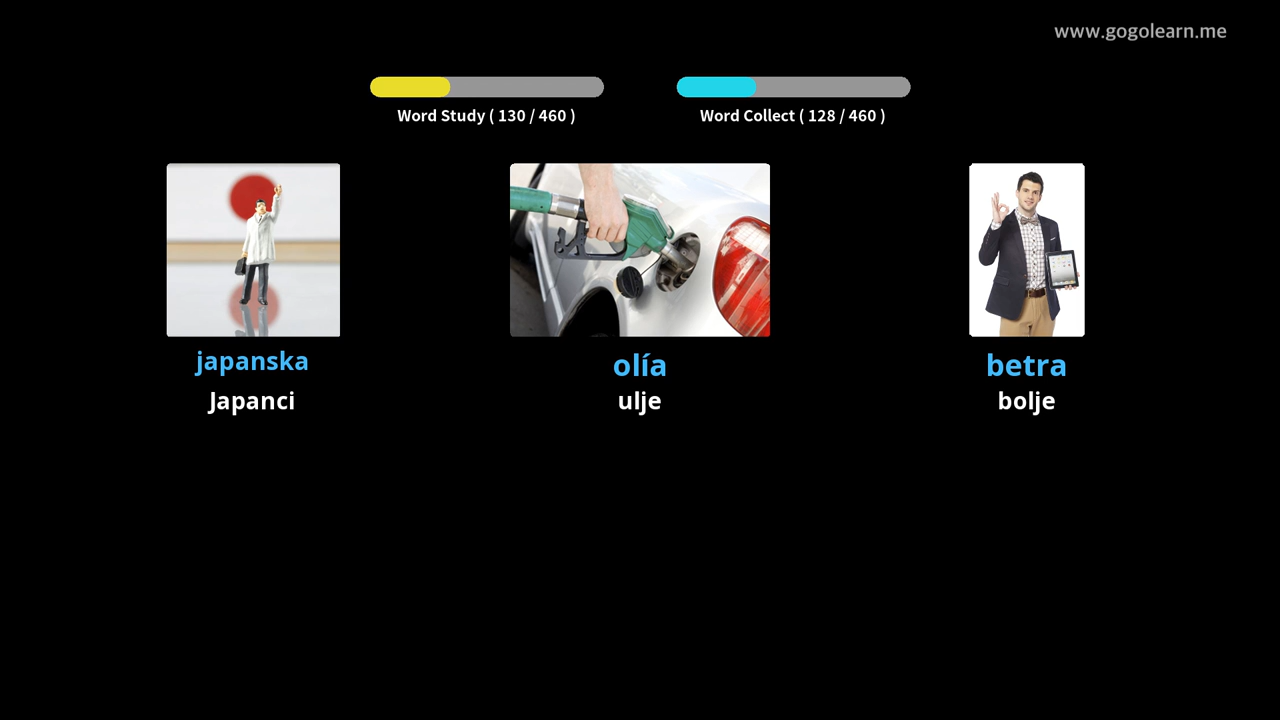 www.gogolearn.me
Word Study ( 130 / 460 )
Word Collect ( 128 / 460 )
japanska
Japanci
olía
ulje
betra
bolje